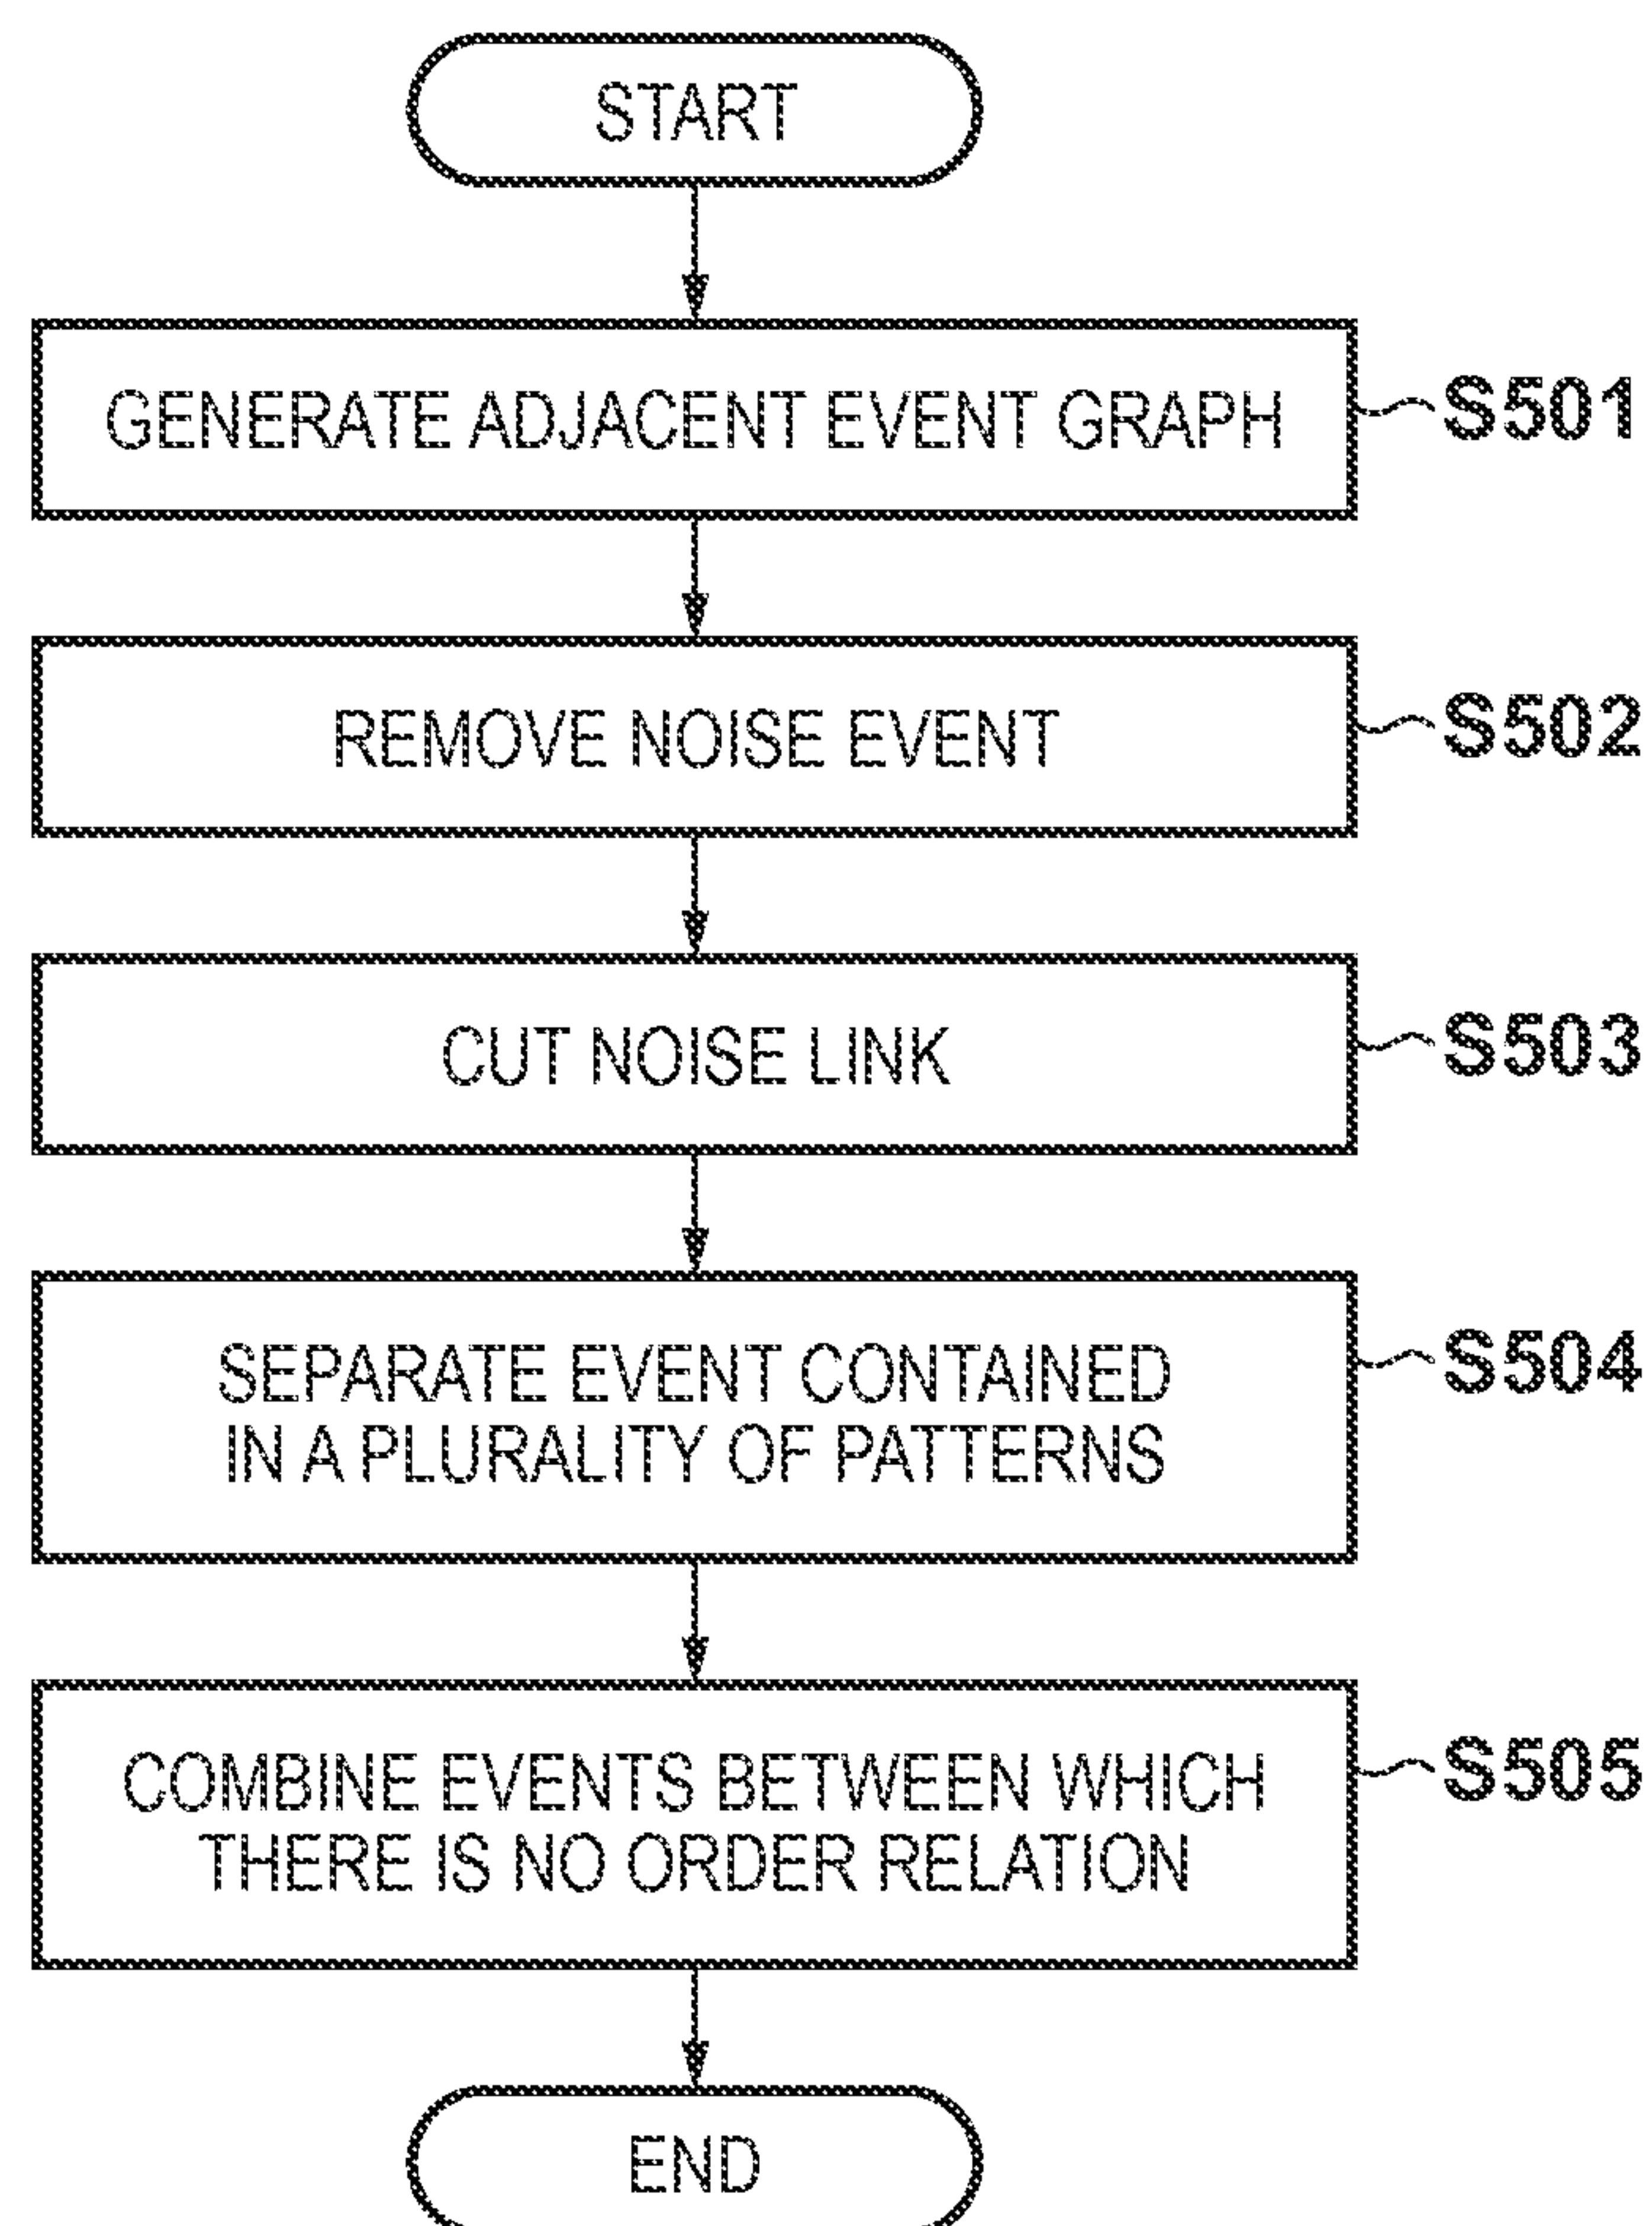 START
GENERATE ADJACENT EVENT GRAPH
S501
REMOVE NOISE EVENT
S502
CUT NOISE LINK
S503
SEPARATE EVENT CONTAINED
IN A PLURALITY OF PATTERNS
S504
COMBINE EVENTS BETWEEN WHICH
THERE IS NO ORDER RELATION
S505
END